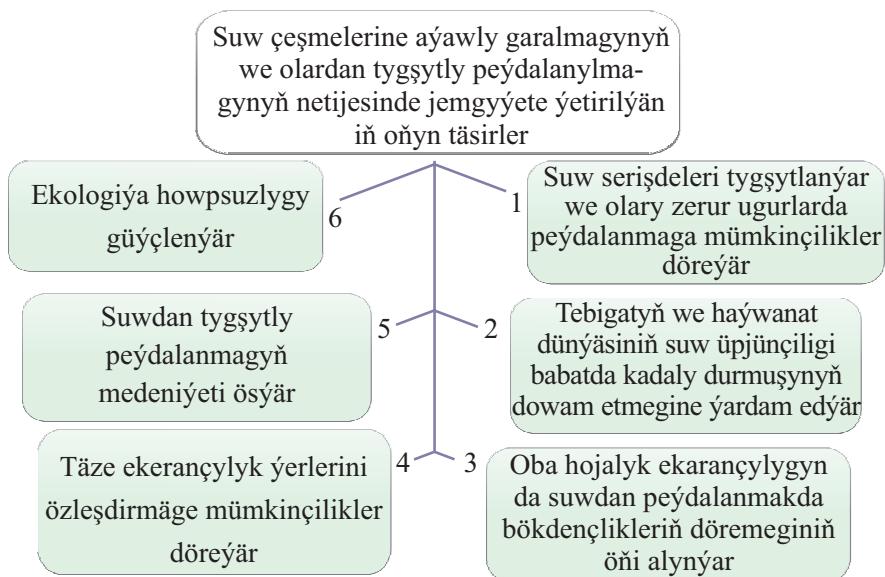 Suw çeşmelerine aýawly garalmagynyň
we olardan tygşytly peýdalanylma-
gynyň netijesinde jemgyýete ýetirilýän
iň oňyn täsirler
1
Suw serişdeleri tygşytlanýar
we olary zerur ugurlarda
peýdalanmaga mümkinçilikler
döreýär
2
Tebigatyň we haýwanat
dünýäsiniň suw üpjünçiligi
babatda kadaly durmuşynyň
dowam etmegine ýardam edýär
3
Oba hojalyk ekarançylygyn
da suwdan peýdalanmakda
bökdençlikleriň döremeginiň
öňi alynýar
4
Täze ekerançylyk ýerlerini
özleşdirmäge mümkinçilikler
döreýär
5
Suwdan tygşytly
peýdalanmagyň
medeniýeti ösýär
6
Ekologiýa howpsuzlygy
güýçlenýär